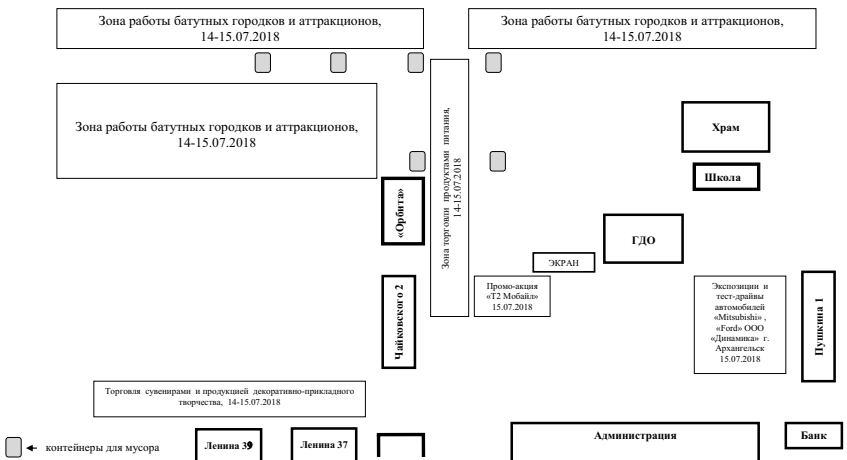 Зона работы батутных городков и аттракционов,
14-15.07.2018
Зона работы батутных городков и аттракционов,
14-15.07.2018
Зона работы батутных городков и аттракционов,
14-15.07.2018
Зона торговли продуктами питания,
14-15.07.2018
Храм
Школа
«Орбита»
ГДО
ЭКРАН
Чайковского 2
Промо-акция
«Т2 Мобайл»
15.07.2018
Экспозиции и
тест-драйвы
автомобилей
«Mitsubishi» ,
«Ford» ООО
«Динамика» г.
Архангельск
15.07.2018
Пушкина 1
Торговля сувенирами и продукцией декоративно-прикладного
творчества, 14-15.07.2018
контейнеры для мусора
Ленина 39
Ленина 37
Администрация
Банк